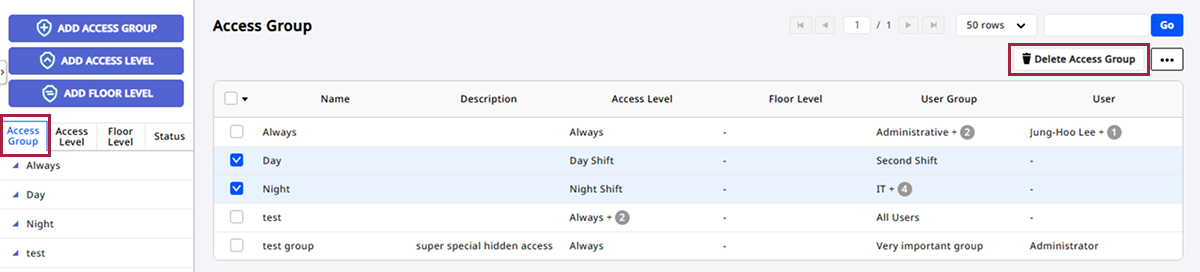 ADD ACCESS GROUP
ADD ACCESS LEVEL
ADD FLOOR LEVEL
Access Group
Access Level
Floor Level
Status
Always
Day
Night
test
Access Group
1 / 1
50 rows
Go
Delete Access Group
Name Description Access Level Floor Level User Group User
Always Always - Administrative + 2 Jung-Hoo Lee + 1
Day Day Shift - Second Shift -
Night Night Shift - IT + 4 -
test Always + 2 - All Users -
test group super special hidden access Always - Very important group Administrator